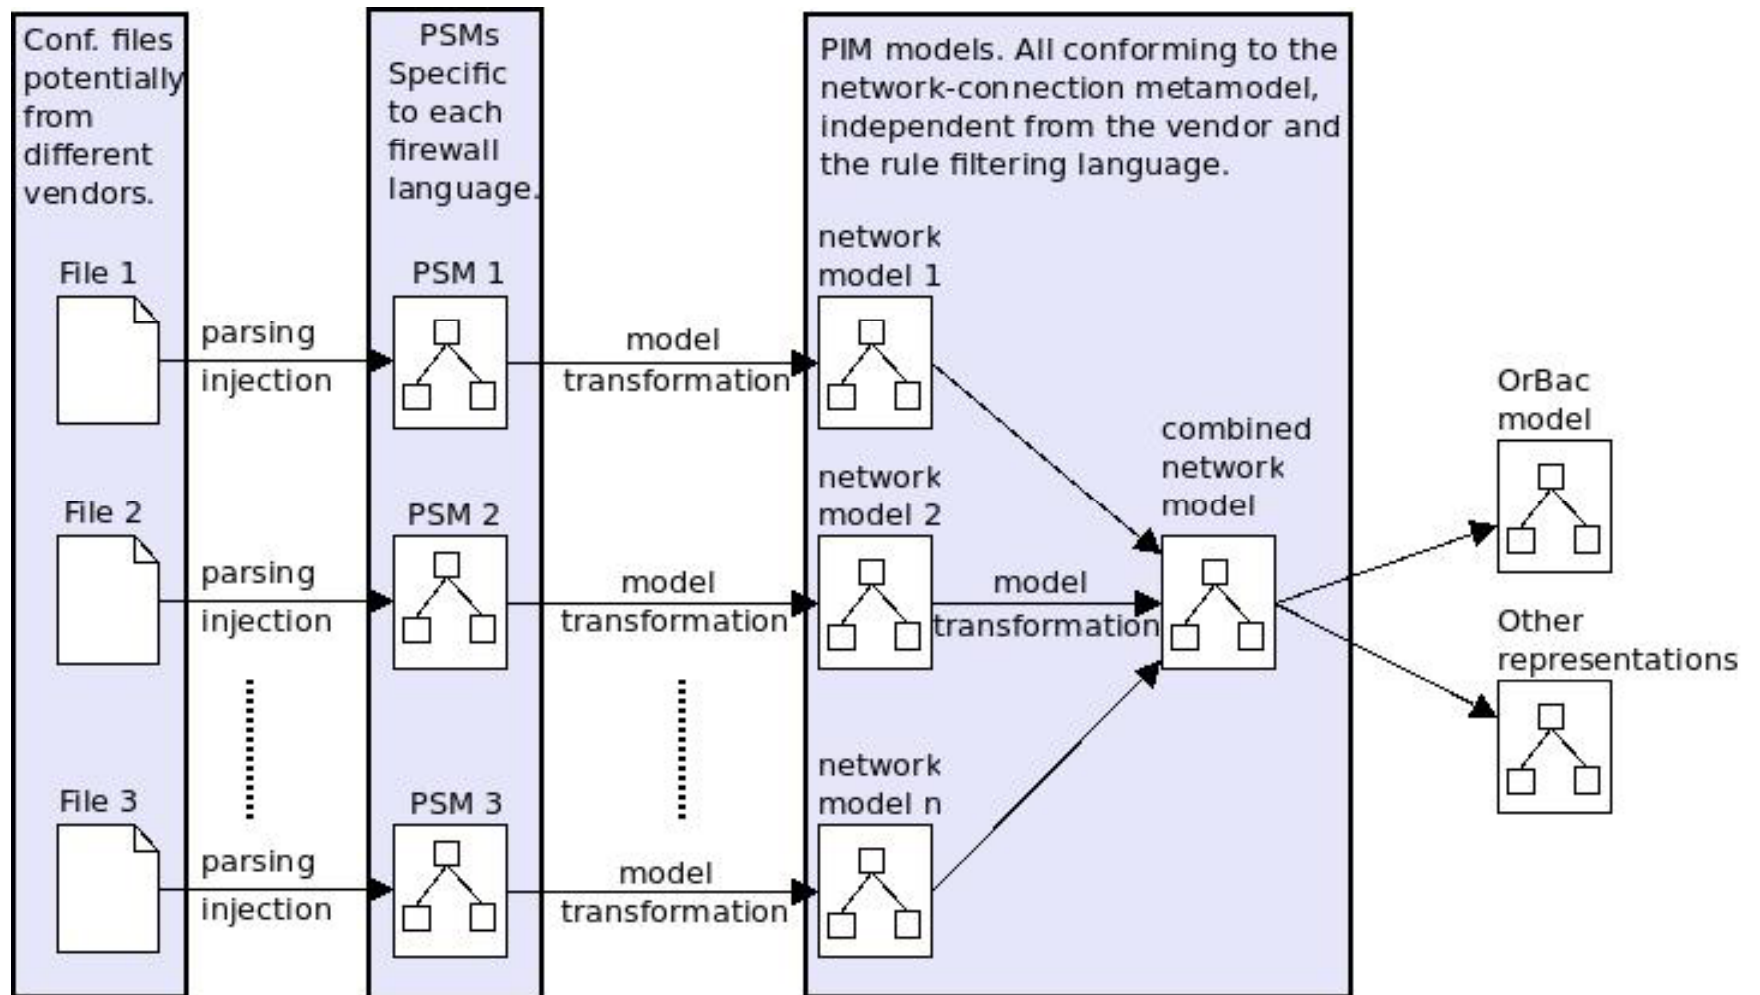 Conf. files
potentially
from
different
vendors.
PSMs
Specific
to each
firewall
language.
PIM models. All conforming to the
network-connection metamodel,
independent from the vendor and
the rule filtering language.
File 1
parsing
injection
PSM 1
model
transformation
network
model 1
File 2
parsing
injection
PSM 2
model
transformation
network
model 2
model
transformation
combined
network
model
OrBac
model
Other
representations
File 3
parsing
injection
PSM 3
model
transformation
network
model n